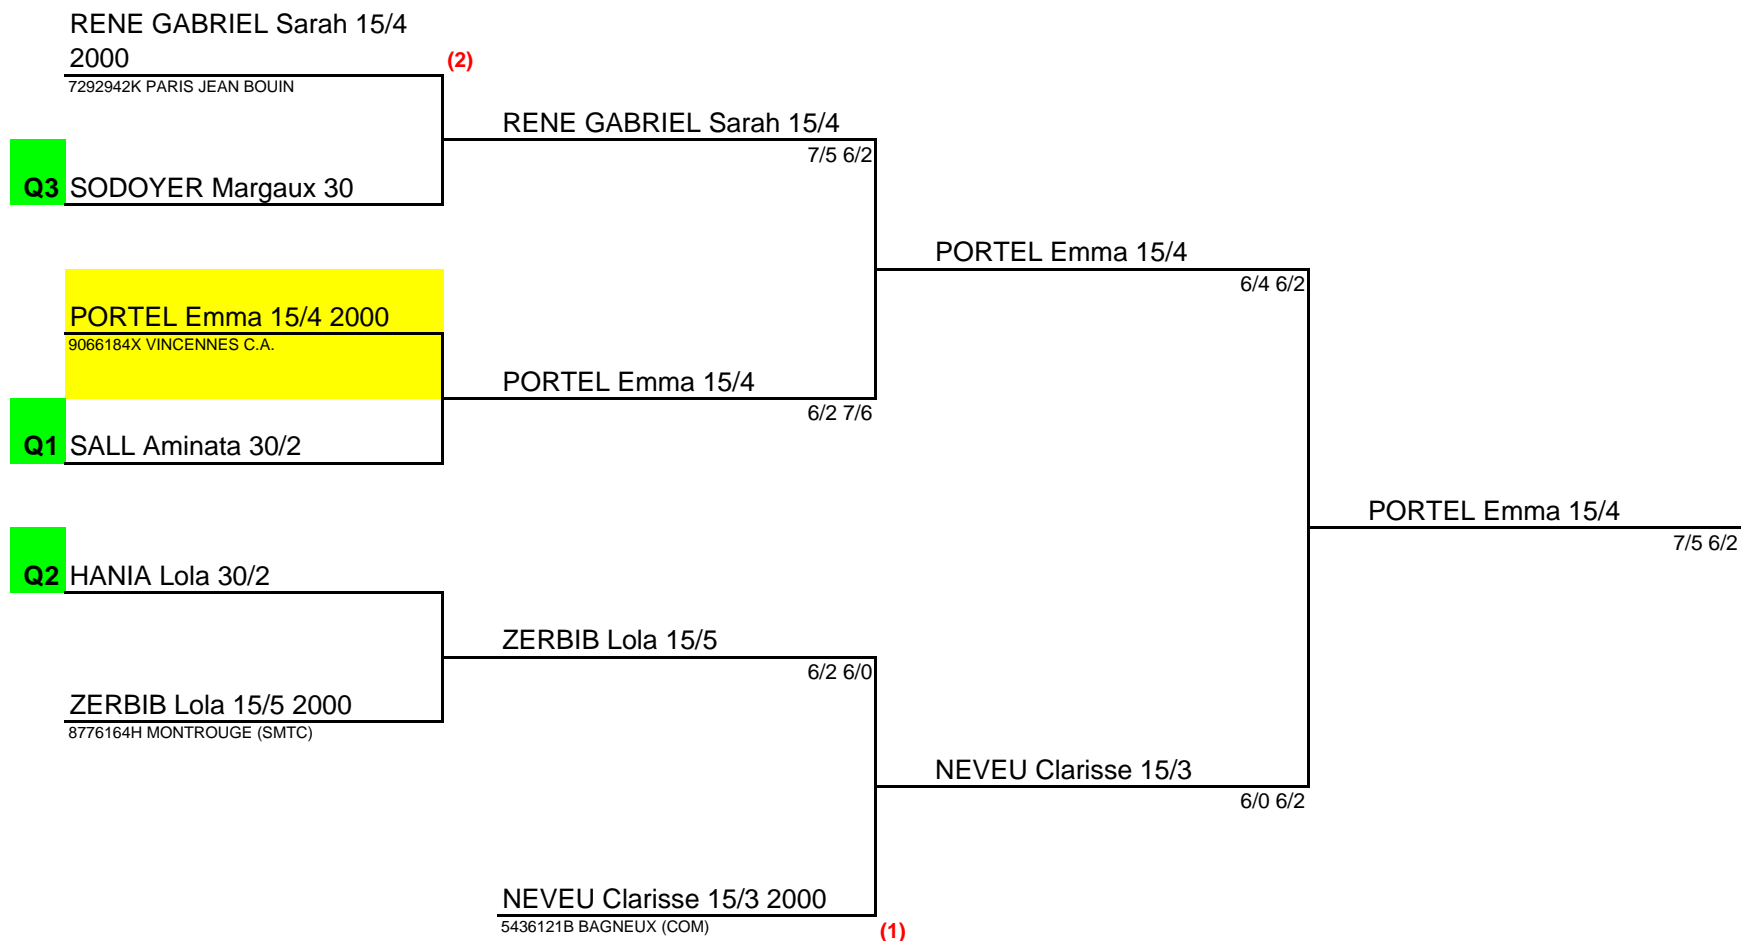 RENE GABRIEL Sarah 15/4
2000
(2)
7292942K PARIS JEAN BOUIN
RENE GABRIEL Sarah 15/4
7/5 6/2
Q3 SODOYER Margaux 30
PORTEL Emma 15/4
6/4 6/2
PORTEL Emma 15/4 2000
9066184X VINCENNES C.A.
PORTEL Emma 15/4
6/2 7/6
Q1 SALL Aminata 30/2
PORTEL Emma 15/4
7/5 6/2
Q2 HANIA Lola 30/2
ZERBIB Lola 15/5
6/2 6/0
ZERBIB Lola 15/5 2000
8776164H MONTROUGE (SMTC)
NEVEU Clarisse 15/3
6/0 6/2
NEVEU Clarisse 15/3 2000
5436121B BAGNEUX (COM)
(1)